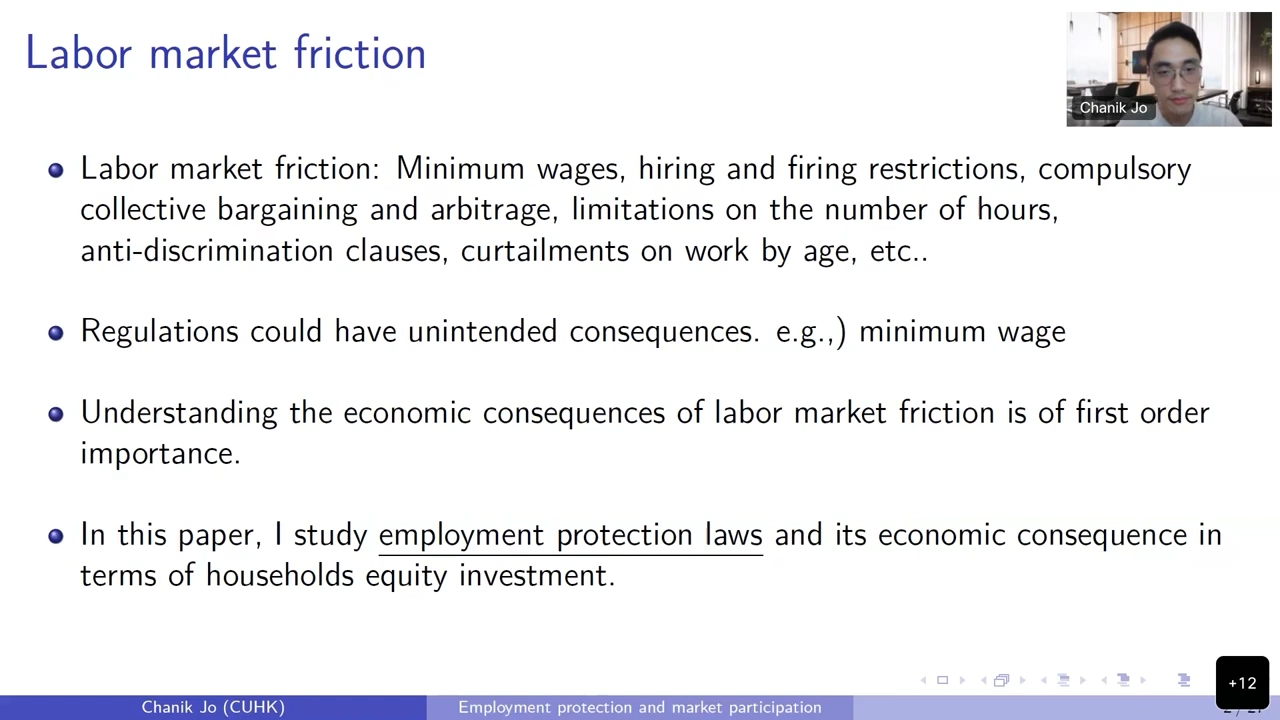 Labor market friction
Chanik Jo
Labor market friction: Minimum wages, hiring and firing restrictions, compulsory
collective bargaining and arbitrage, limitations on the number of hours,
anti-discrimination clauses, curtailments on work by age, etc..
Regulations could have unintended consequences. e.g.,) minimum wage
Understanding the economic consequences of labor market friction is of first order
importance.
In this paper, I study employment protection laws and its economic consequence in
terms of households equity investment.
+12
Chanik Jo (CUHK)
Employment protection and market participation